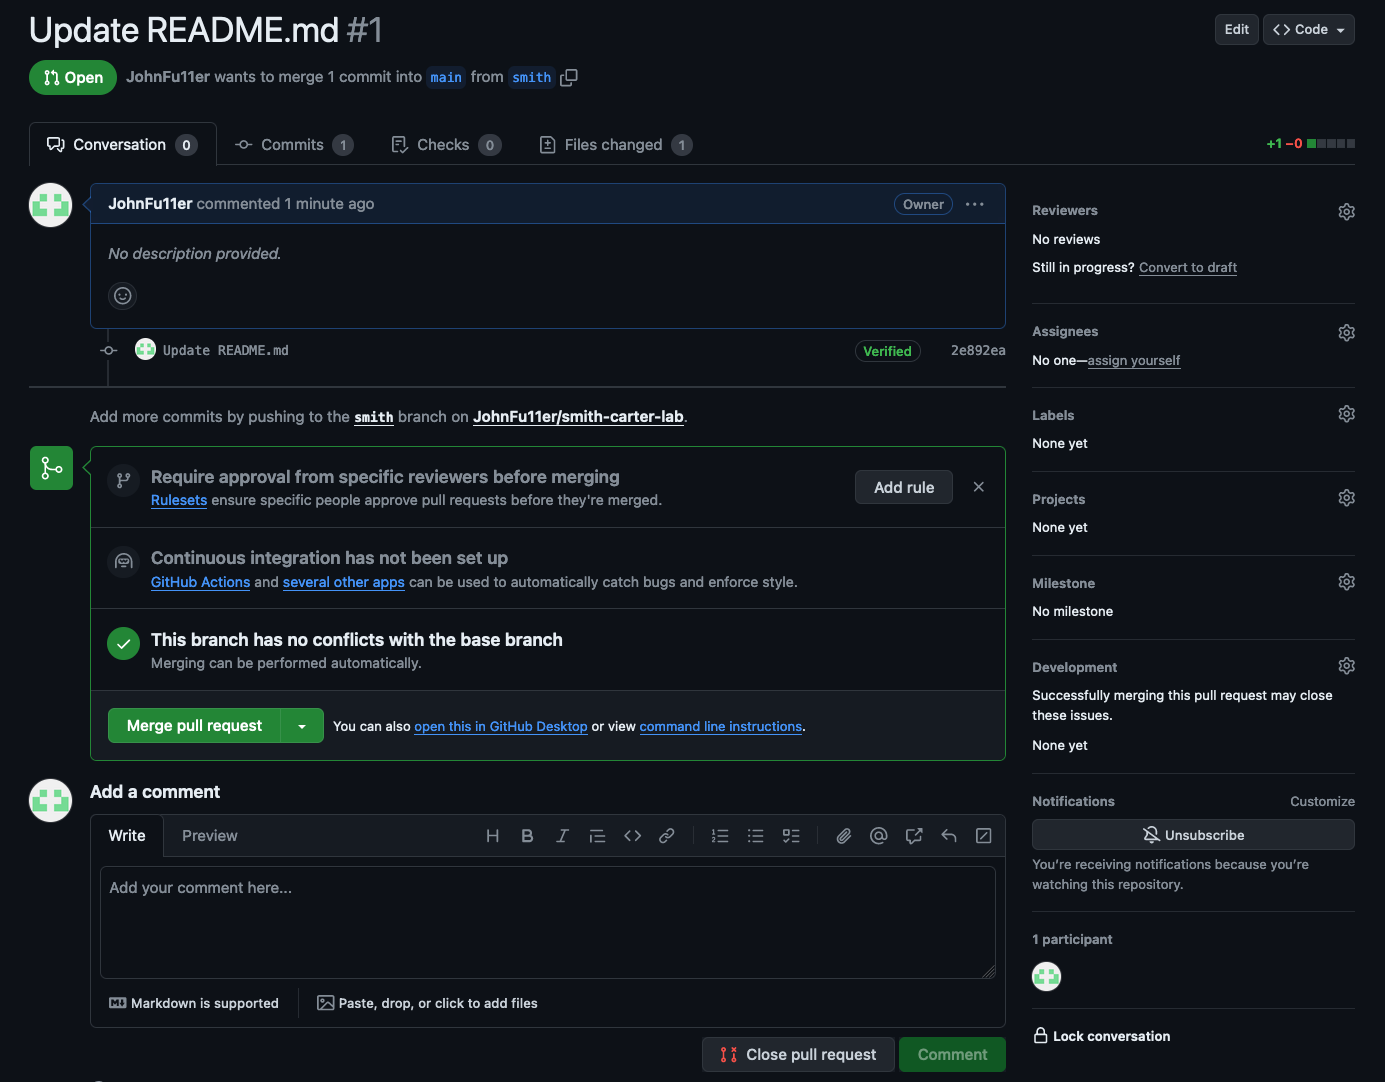 Update README.md #1
Edit
Code
Open
JohnFu11er wants to merge 1 commit into main from smith
Conversation 0
Commits 1
Checks 0
Files changed 1
+1 −0
JohnFu11er commented 1 minute ago
Owner
No description provided.
Update README.md
Verified
2e892ea
Add more commits by pushing to the smith branch on JohnFu11er/smith-carter-lab.
Require approval from specific reviewers before merging
Rulesets ensure specific people approve pull requests before they're merged.
Add rule
Continuous integration has not been set up
GitHub Actions and several other apps can be used to automatically catch bugs and enforce style.
This branch has no conflicts with the base branch
Merging can be performed automatically.
Merge pull request
You can also open this in GitHub Desktop or view command line instructions.
Add a comment
Write
Preview
Add your comment here...
Markdown is supported
Paste, drop, or click to add files
Close pull request
Comment
Reviewers
No reviews
Still in progress? Convert to draft
Assignees
No one—assign yourself
Labels
None yet
Projects
None yet
Milestone
No milestone
Development
Successfully merging this pull request may close
these issues.
None yet
Notifications
Customize
Unsubscribe
You're receiving notifications because you're
watching this repository.
1 participant
Lock conversation